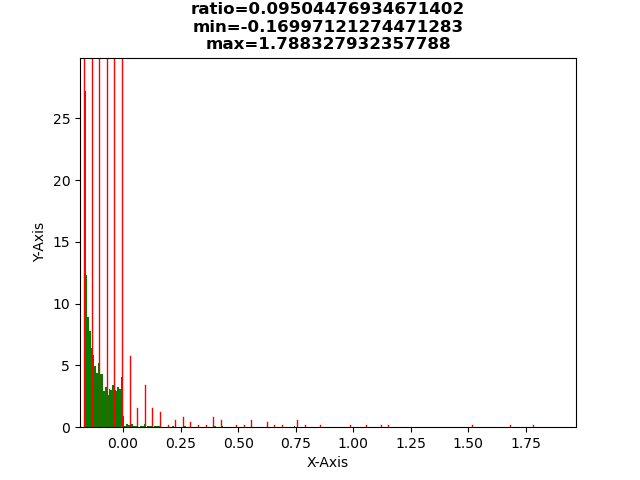 ratio=0.09504476934671402
min=-0.16997121274471283
max=1.788327932357788
25
20
15
10
5
0
Y-Axis
0.00 0.25 0.50 0.75 1.00 1.25 1.50 1.75
X-Axis